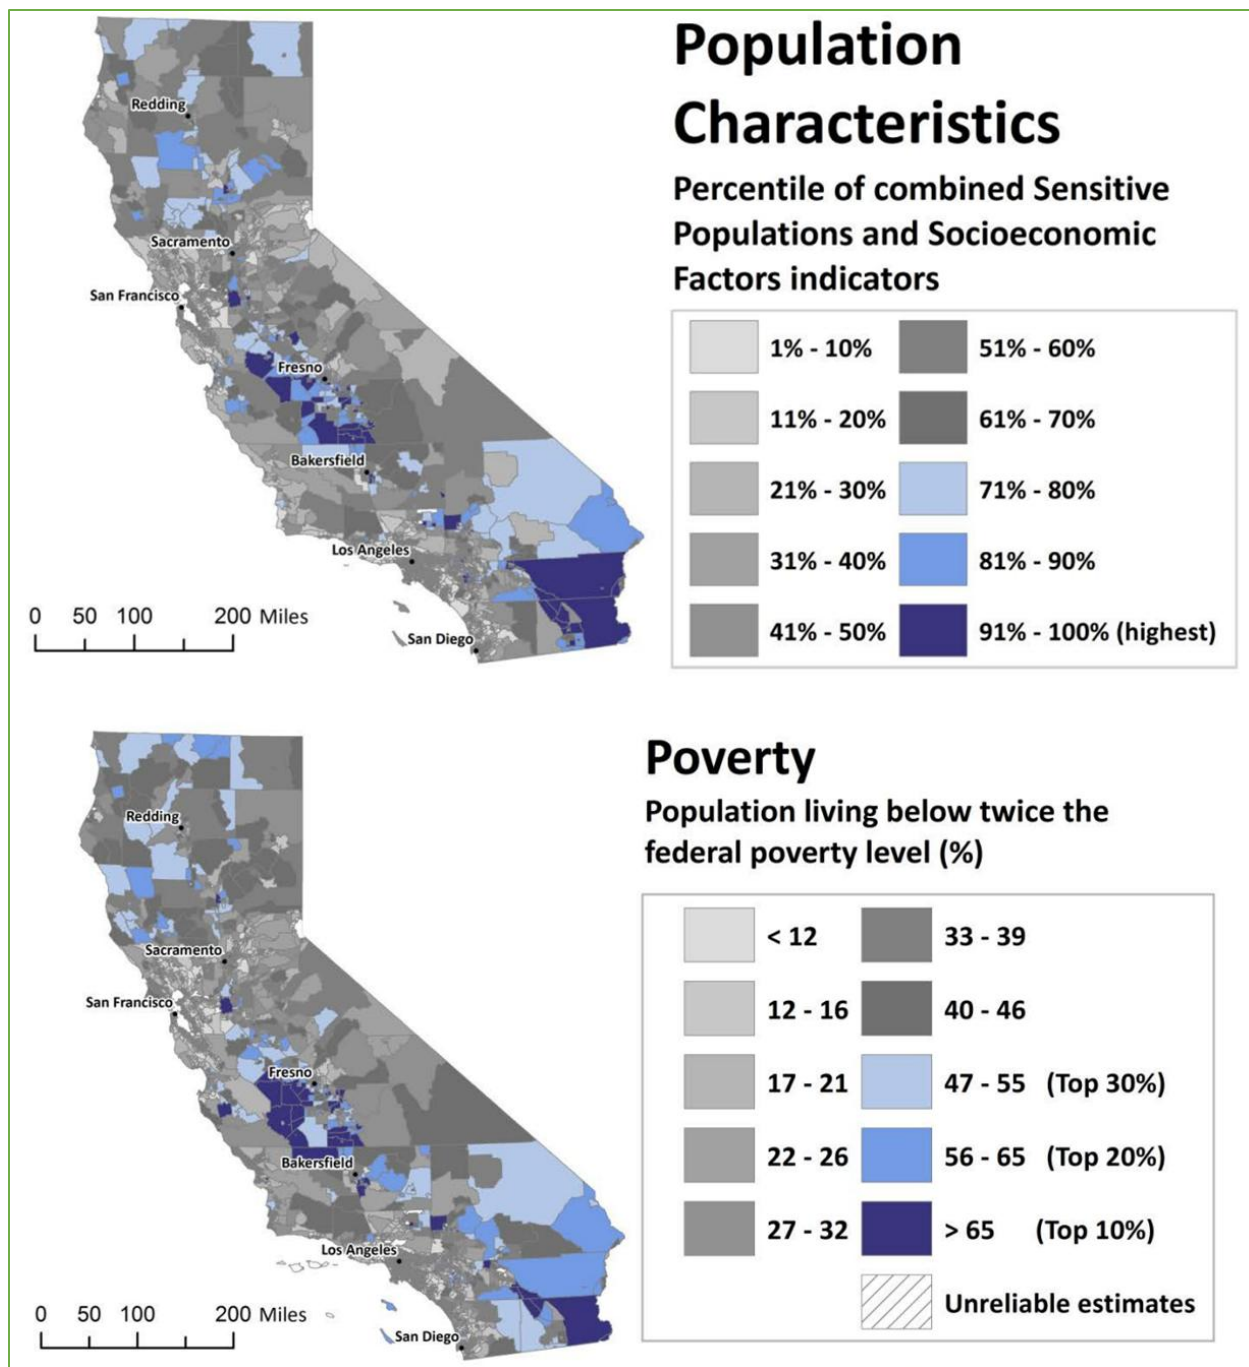 Population
Characteristics
Percentile of combined Sensitive
Populations and Socioeconomic
Factors indicators
1% - 10%
51% - 60%
11% - 20%
61% - 70%
21% - 30%
71% - 80%
31% - 40%
81% - 90%
41% - 50%
91% - 100% (highest)
Redding
Sacramento
San Francisco
Fresno
Bakersfield
Los Angeles
San Diego
0 50 100 200 Miles
Poverty
Population living below twice the
federal poverty level (%)
< 12
33 - 39
12 - 16
40 - 46
17 - 21
47 - 55 (Top 30%)
22 - 26
56 - 65 (Top 20%)
27 - 32
> 65 (Top 10%)
Unreliable estimates
Redding
Sacramento
San Francisco
Fresno
Bakersfield
Los Angeles
San Diego
0 50 100 200 Miles